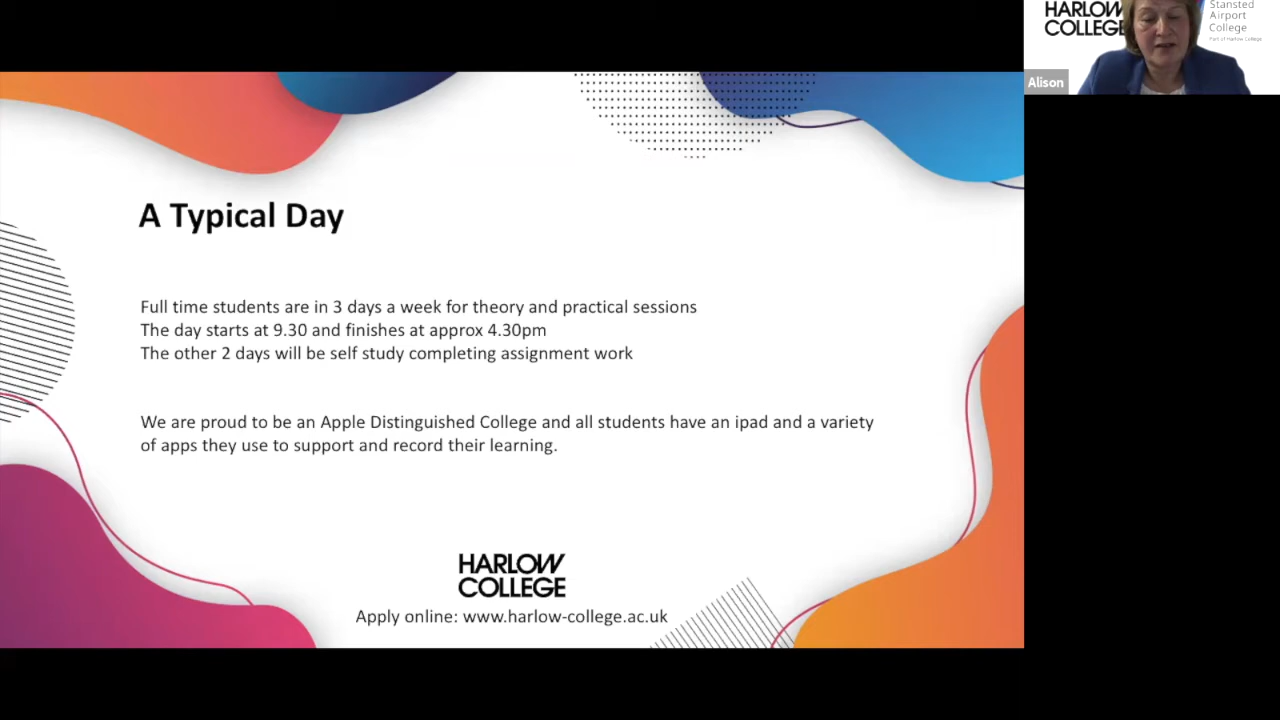 A Typical Day
Full time students are in 3 days a week for theory and practical sessions
The day starts at 9.30 and finishes at approx 4.30pm
The other 2 days will be self study completing assignment work
We are proud to be an Apple Distinguished College and all students have an ipad and a variety
of apps they use to support and record their learning.
HARLOW
COLLEGE
Apply online: www.harlow-college.ac.uk
HARLOW
COLLEGE
Stansted
Airport
College
Part of Harlow College
Alison